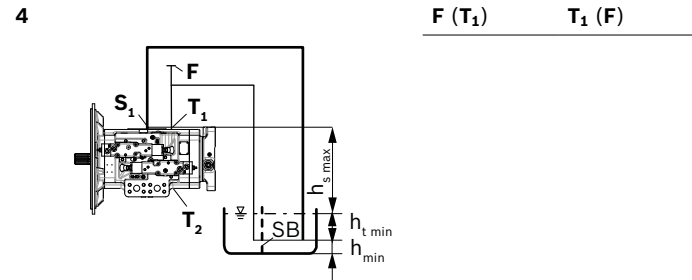 4
F (T₁) T₁ (F)
F
S₁ T₁
h s max
T₂
SB
h t min
h min